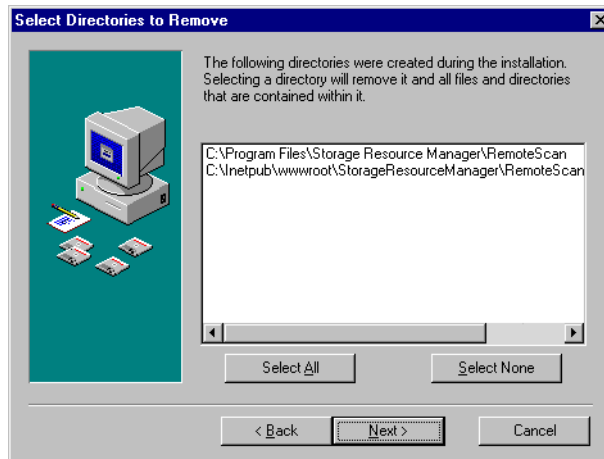 Select Directories to Remove
The following directories were created during the installation.
Selecting a directory will remove it and all files and directories
that are contained within it.
C:\Program Files\Storage Resource Manager\RemoteScan
C:\Inetpub\wwwroot\StorageResourceManager\RemoteScan
Select All
Select None
< Back
Next >
Cancel